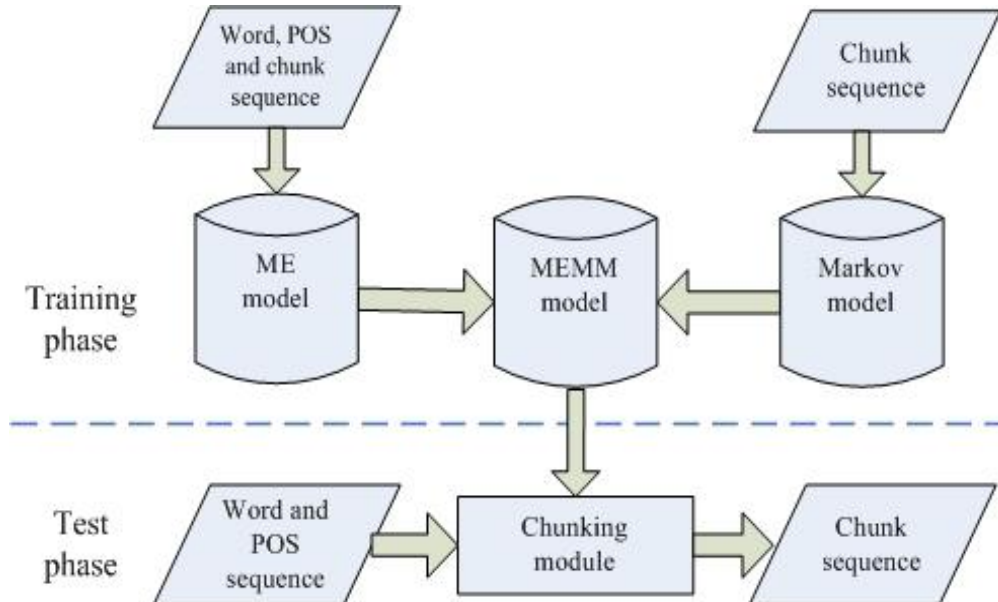 Word, POS
and chunk
sequence
Chunk
sequence
ME
model
MEMM
model
Markov
model
Training
phase
Test
phase
Word and
POS
sequence
Chunking
module
Chunk
sequence